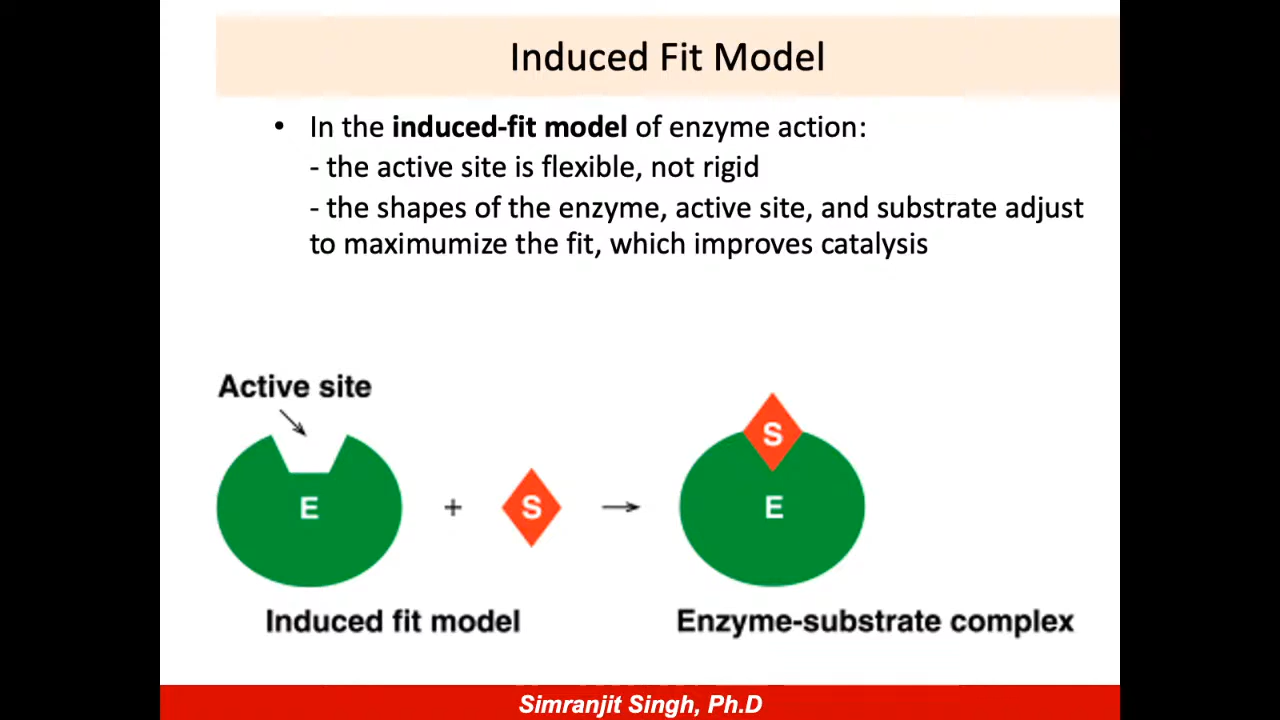 Induced Fit Model
• In the induced-fit model of enzyme action:
- the active site is flexible, not rigid
- the shapes of the enzyme, active site, and substrate adjust
to maximumize the fit, which improves catalysis
Active site
E
+
S
→
S
E
Induced fit model
Enzyme-substrate complex
Simranjit Singh, Ph.D